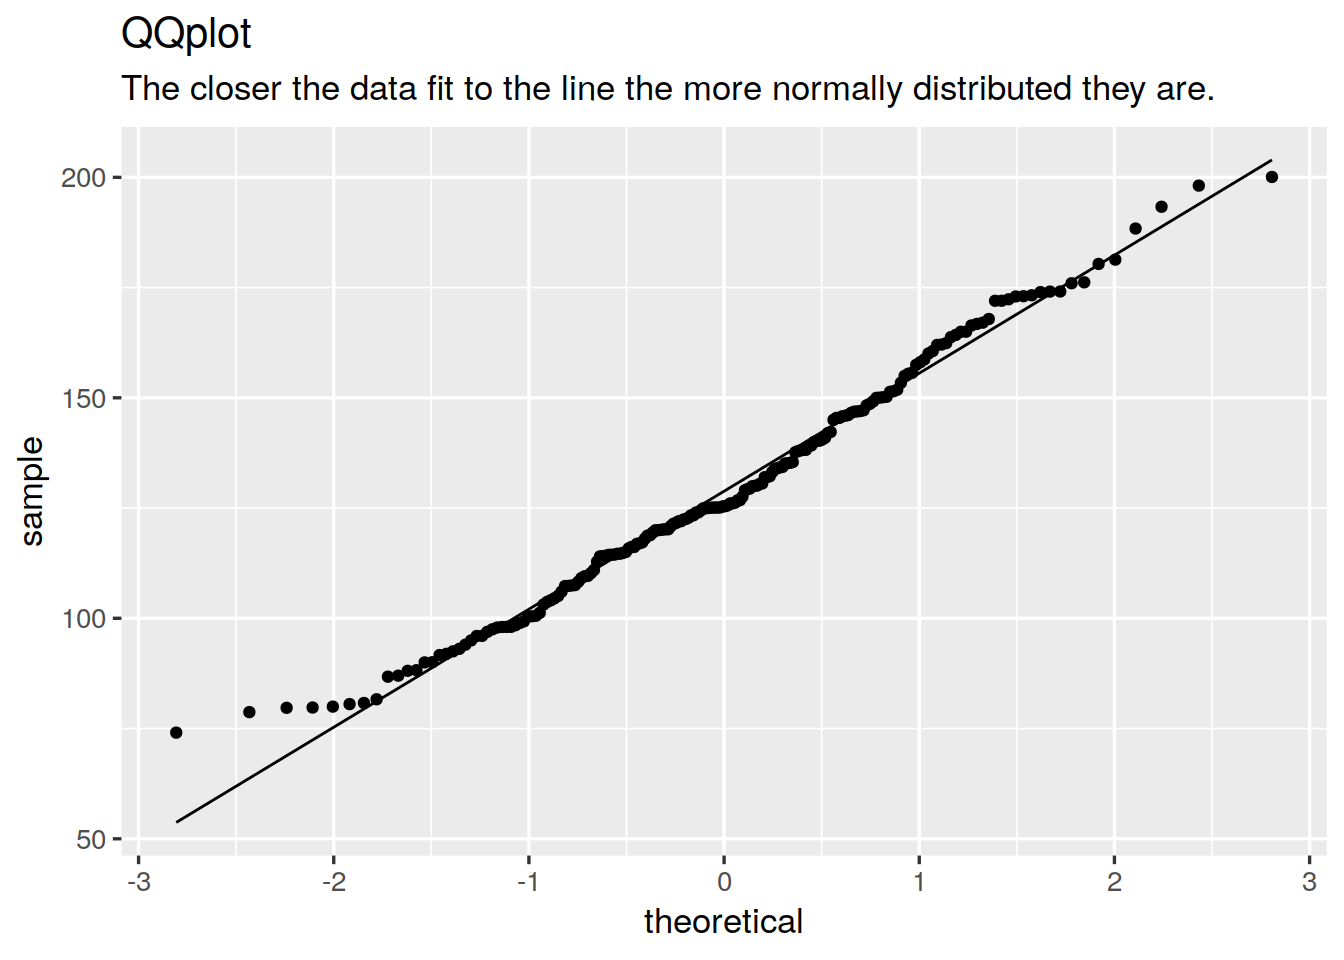 QQplot
The closer the data fit to the line the more normally distributed they are.
200
150
100
50
sample
-3 -2 -1 0 1 2 3
theoretical